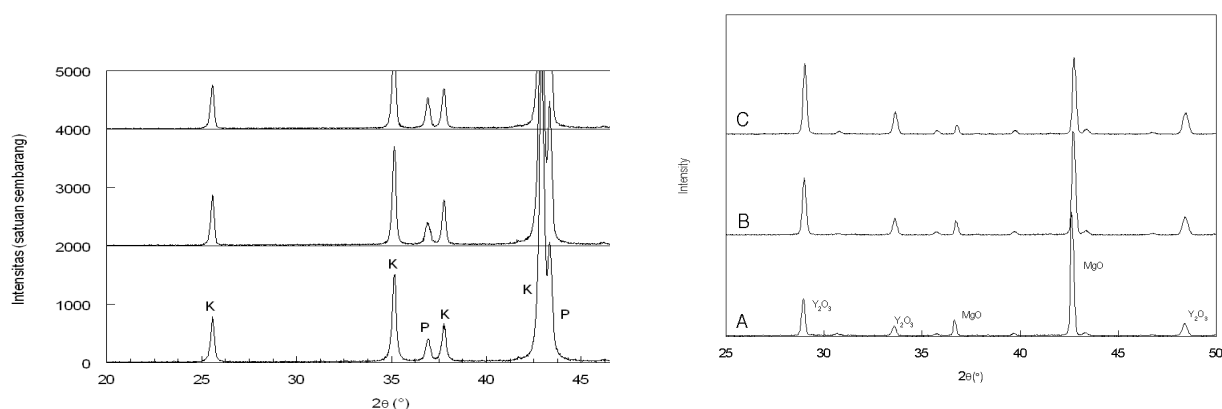 5000
4000
3000
2000
1000
0
Intensitas (satuan sembarang)
K
K
P
K
K
P
20
25
30
35
40
45
2θ (°)
Intensity
C
B
A
Y₂O₃
Y₂O₃
MgO
MgO
Y₂O₃
25
30
35
40
45
50
2θ(°)